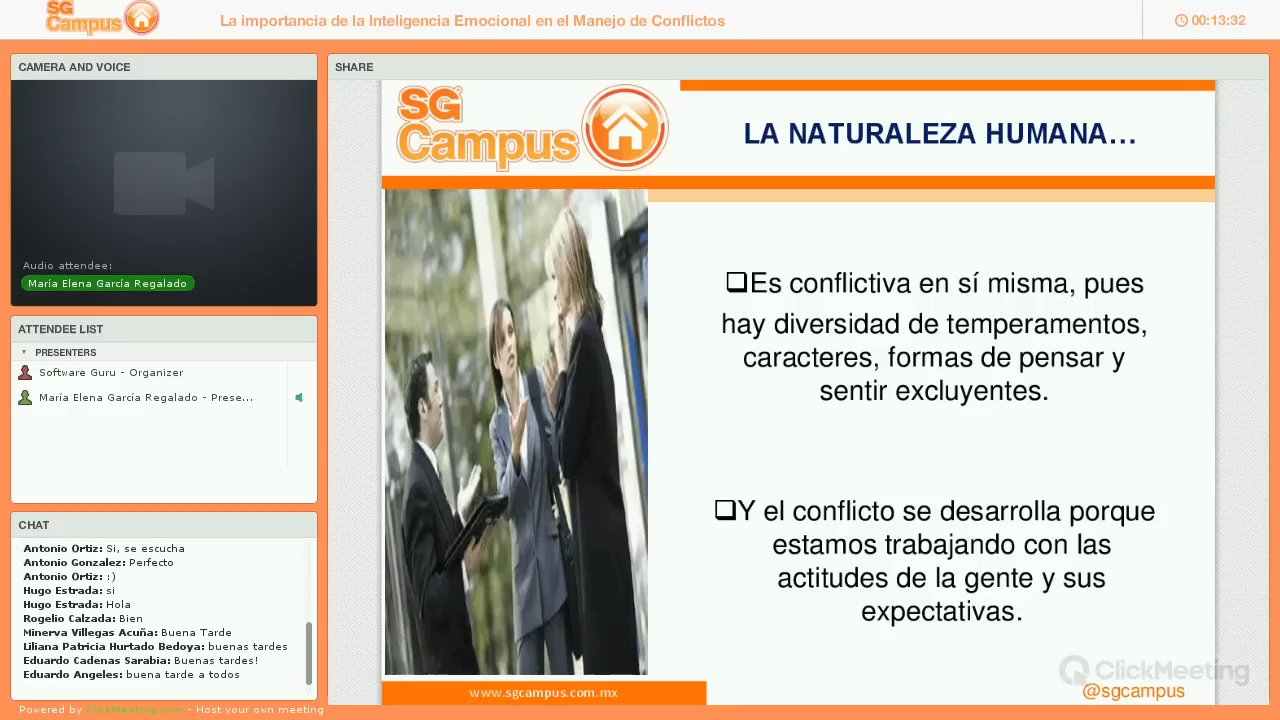 SG Campus
La importancia de la Inteligencia Emocional en el Manejo de Conflictos
00:13:32
CAMERA AND VOICE
Audio attendee:
María Elena García Regalado
ATTENDEE LIST
PRESENTERS
Software Guru - Organizer
María Elena García Regalado - Prese...
CHAT
Antonio Ortiz: Si, se escucha
Antonio Gonzalez: Perfecto
Antonio Ortiz: :)
Hugo Estrada: si
Hugo Estrada: Hola
Rogelio Calzada: Bien
Minerva Villegas Acuña: Buena Tarde
Liliana Patricia Hurtado Bedoya: buenas tardes
Eduardo Cadenas Sarabia: Buenas tardes!
Eduardo Angeles: buena tarde a todos
Powered by ClickMeeting.com - Host your own meeting
SHARE
SG
Campus
LA NATURALEZA HUMANA...
❑Es conflictiva en sí misma, pues
hay diversidad de temperamentos,
caracteres, formas de pensar y
sentir excluyentes.
❑Y el conflicto se desarrolla porque
estamos trabajando con las
actitudes de la gente y sus
expectativas.
www.sgcampus.com.mx
ClickMeeting
@sgcampus